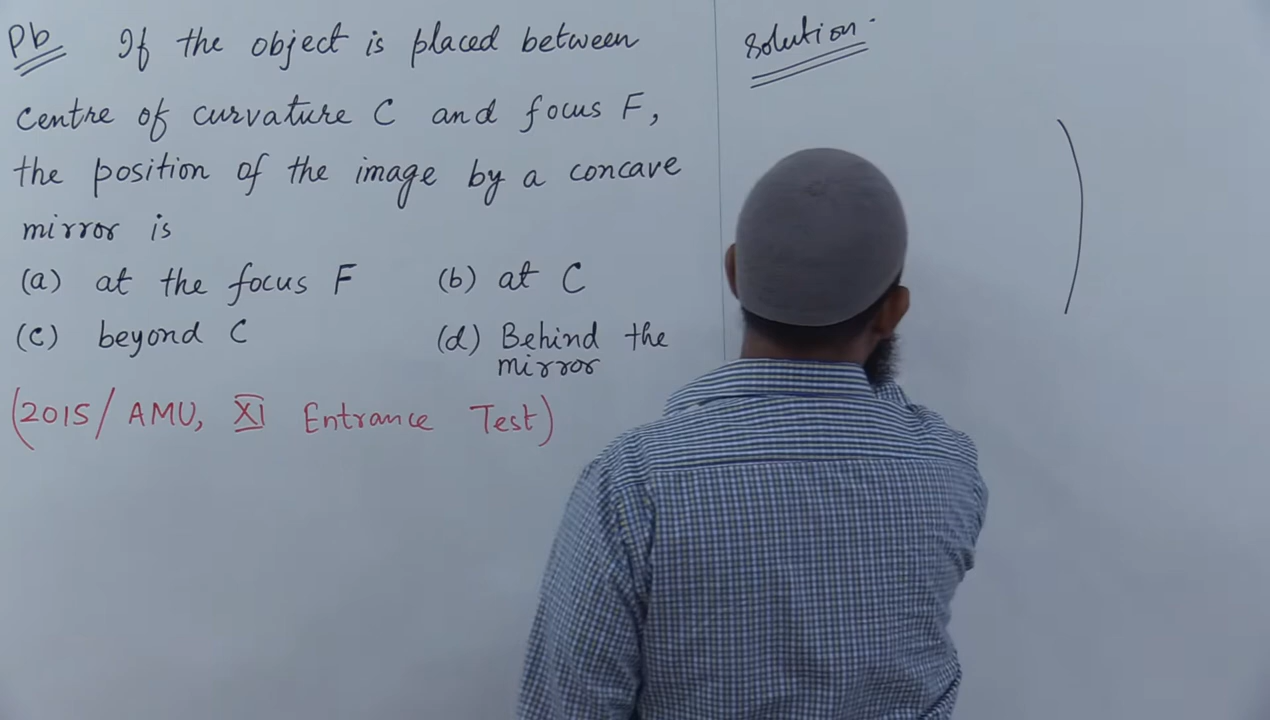 Pb If the object is placed between
centre of curvature C and focus F,
the position of the image by a concave
mirror is
(a) at the focus F (b) at C
(c) beyond C (d) Behind the
mirror
(2015/AMU, XI Entrance Test)
Solution.